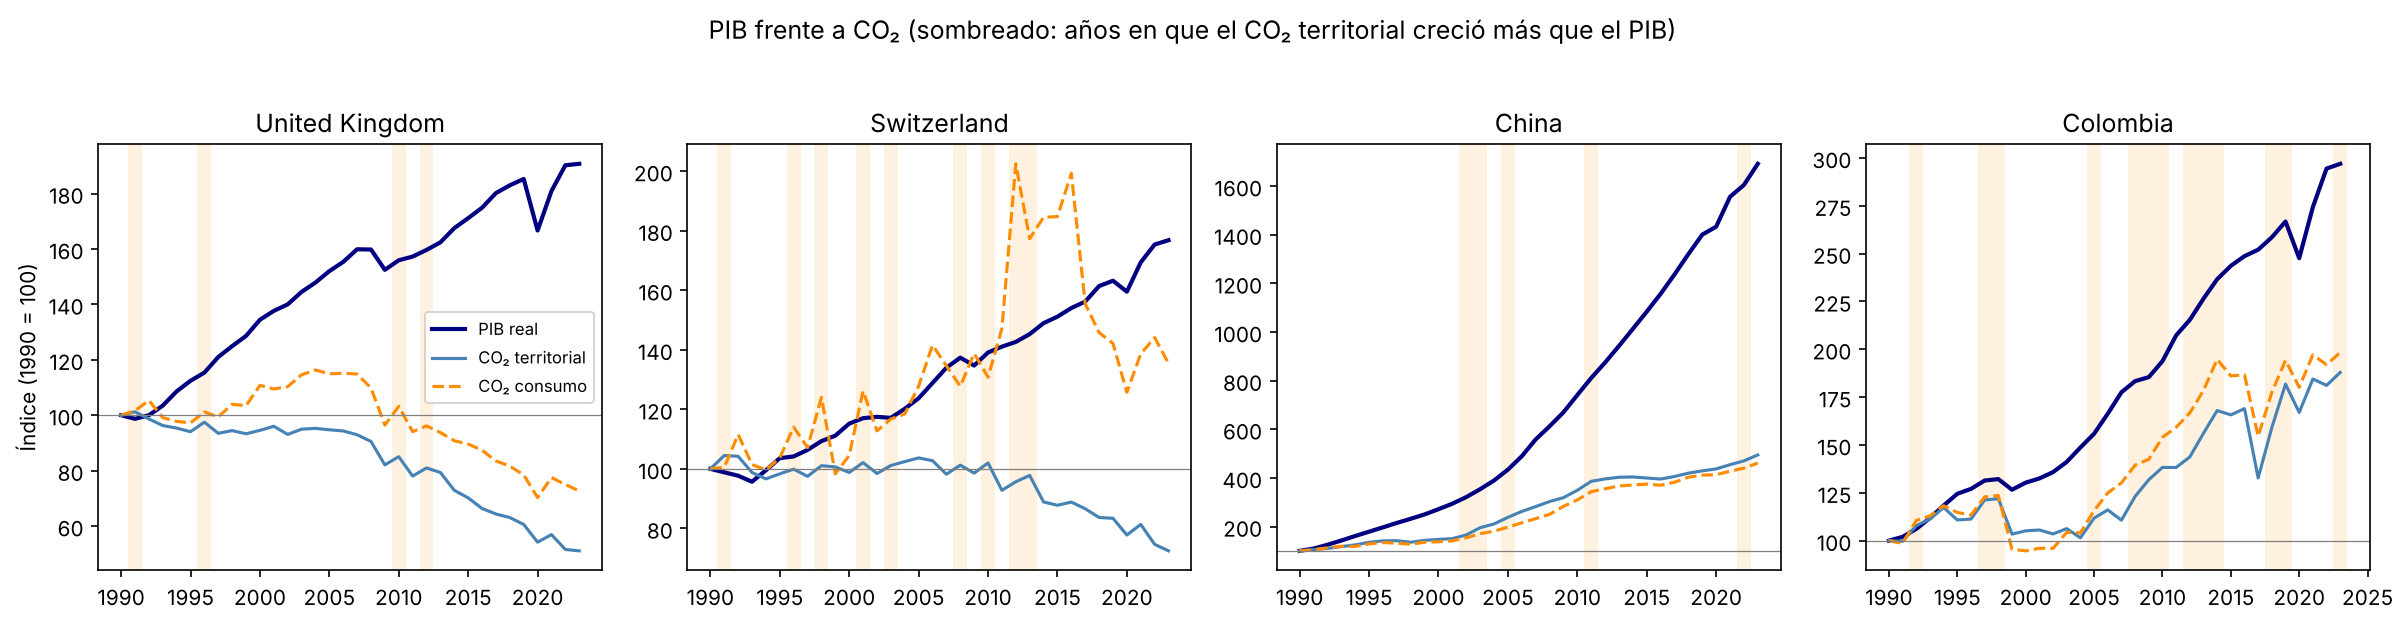 PIB frente a CO₂ (sombreado: años en que el CO₂ territorial creció más que el PIB)
United Kingdom
Índice (1990 = 100)
180
160
140
120
100
80
60
1990 1995 2000 2005 2010 2015 2020
PIB real
CO₂ territorial
CO₂ consumo
Switzerland
200
180
160
140
120
100
80
1990 1995 2000 2005 2010 2015 2020
China
1600
1400
1200
1000
800
600
400
200
1990 1995 2000 2005 2010 2015 2020
Colombia
300
275
250
225
200
175
150
125
100
1990 1995 2000 2005 2010 2015 2020 2025